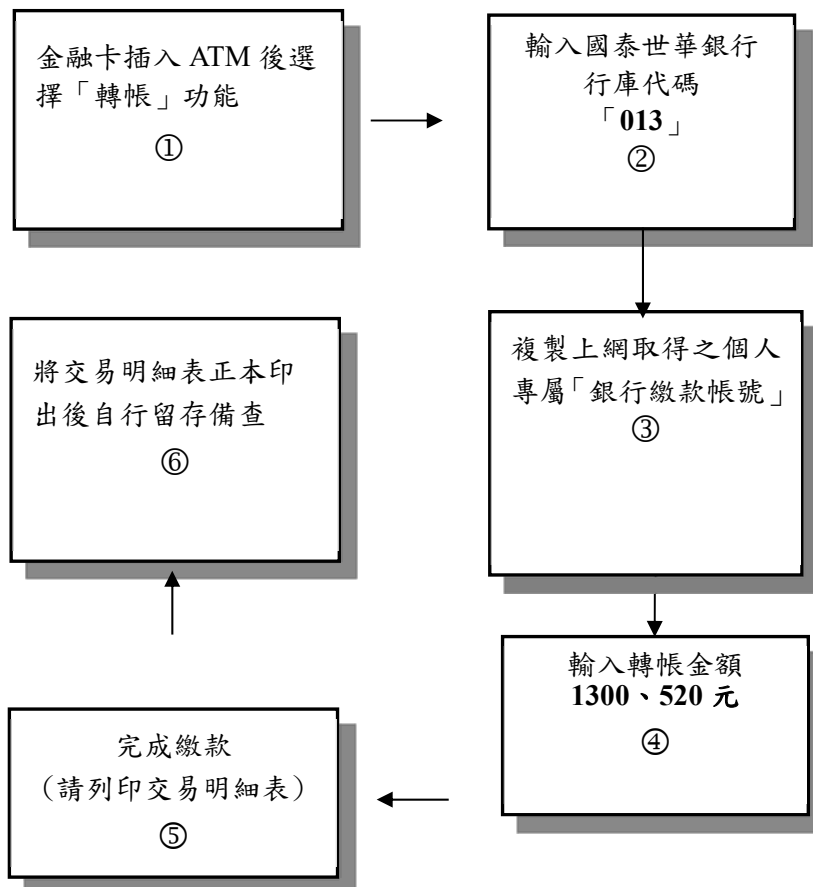 金融卡插入 ATM 後選
擇「轉帳」功能
①
輸入國泰世華銀行
行庫代碼
「013」
②
複製上網取得之個人
專屬「銀行繳款帳號」
③
輸入轉帳金額
1300、520 元
④
完成繳款
（請列印交易明細表）
⑤
將交易明細表正本印
出後自行留存備查
⑥